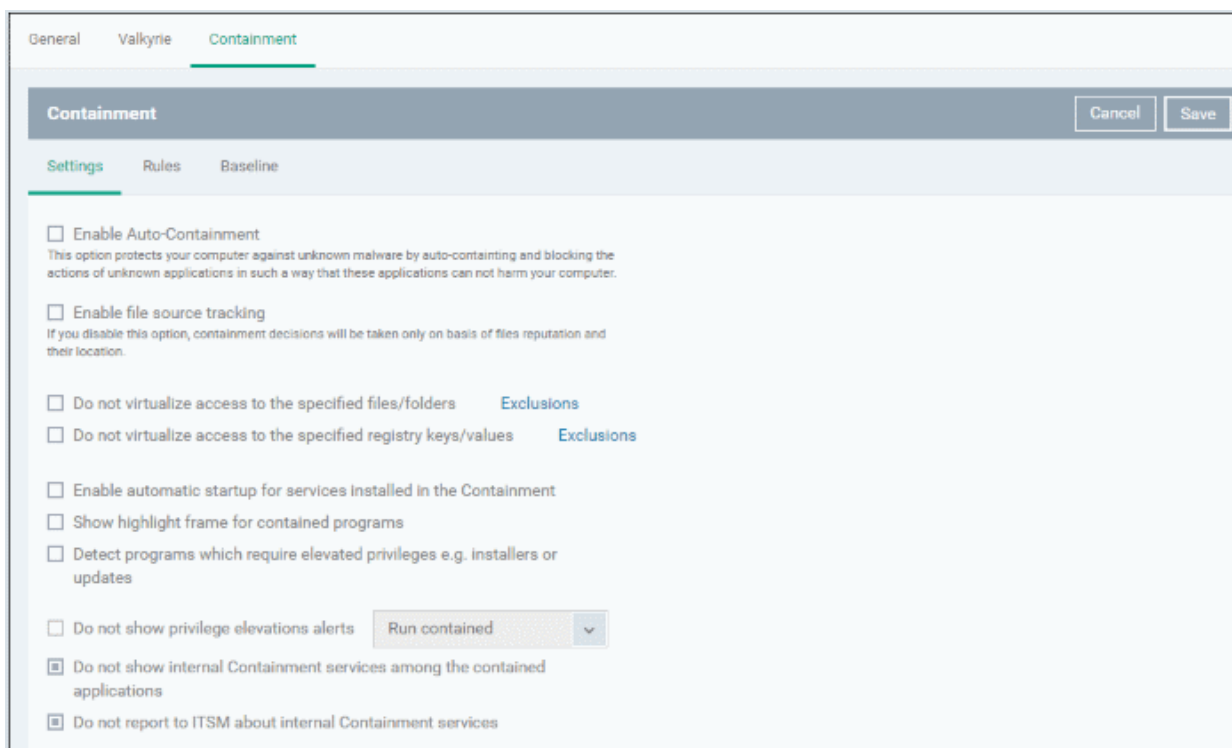 General Valkyrie Containment
Containment Cancel Save
Settings Rules Baseline
Enable Auto-Containment
This option protects your computer against unknown malware by auto-containting and blocking the
actions of unknown applications in such a way that these applications can not harm your computer.
Enable file source tracking
If you disable this option, containment decisions will be taken only on basis of files reputation and
their location.
Do not virtualize access to the specified files/folders Exclusions
Do not virtualize access to the specified registry keys/values Exclusions
Enable automatic startup for services installed in the Containment
Show highlight frame for contained programs
Detect programs which require elevated privileges e.g. installers or
updates
Do not show privilege elevations alerts Run contained
Do not show internal Containment services among the contained
applications
Do not report to ITSM about internal Containment services